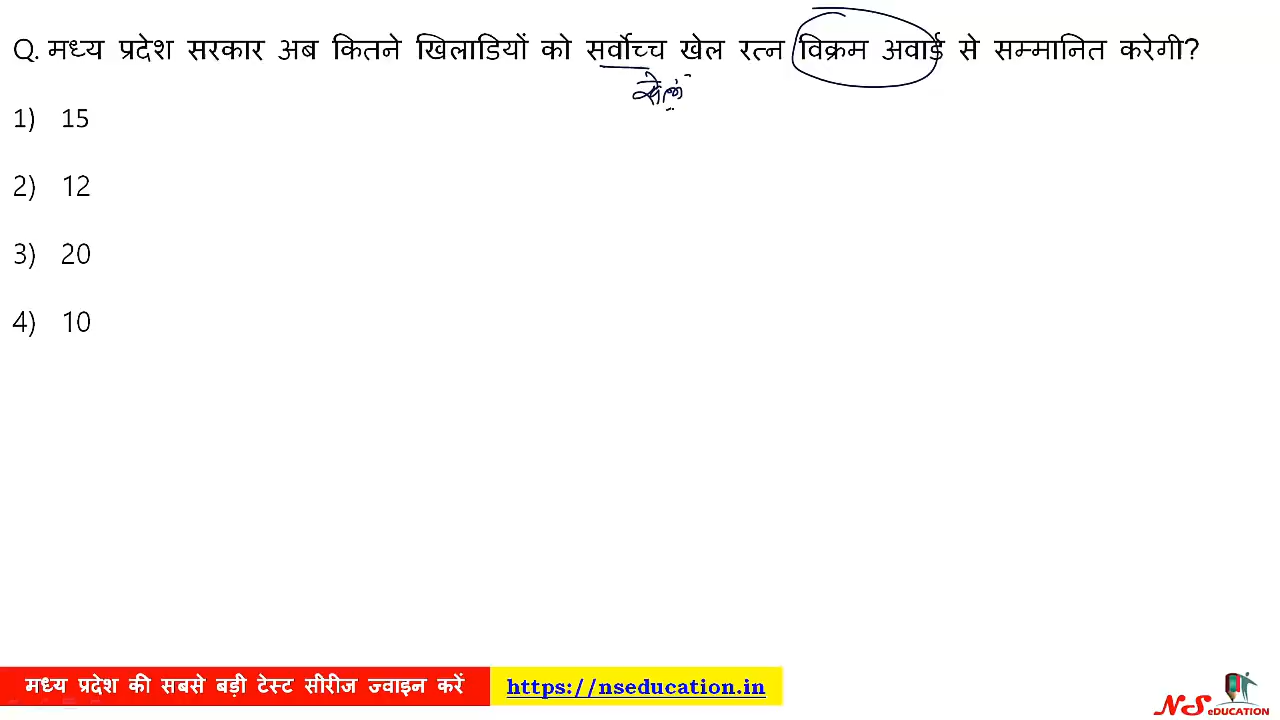 Q. मध्य प्रदेश सरकार अब कितने खिलाडियों को सर्वोच्च खेल रत्न विक्रम अवार्ड से सम्मानित करेगी?
1) 15
2) 12
3) 20
4) 10
मध्य प्रदेश की सबसे बड़ी टेस्ट सीरीज ज्वाइन करें https://nseducation.in
NS eDUCATION